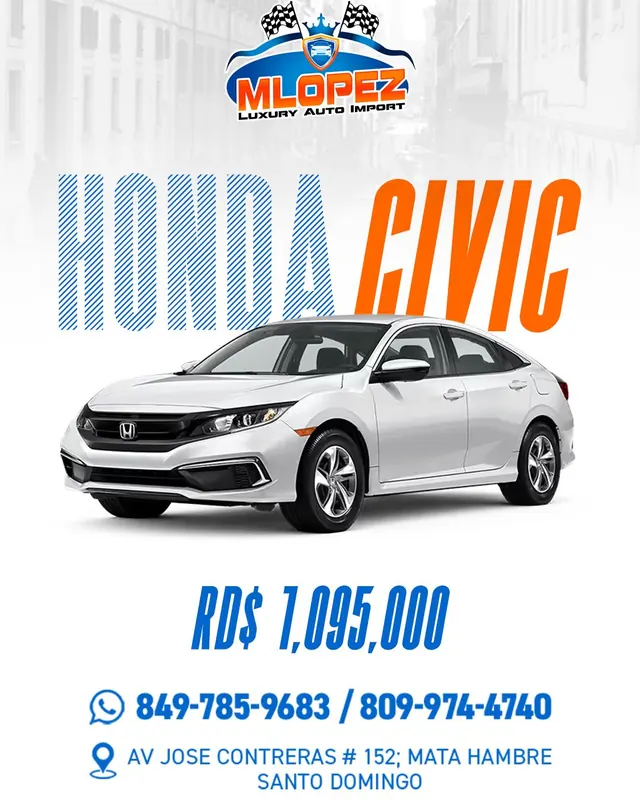 MLOPEZ
LUXURY AUTO IMPORT
HONDA CIVIC
RD$ 1,095,000
849-785-9683 / 809-974-4740
AV JOSE CONTRERAS # 152; MATA HAMBRE
SANTO DOMINGO